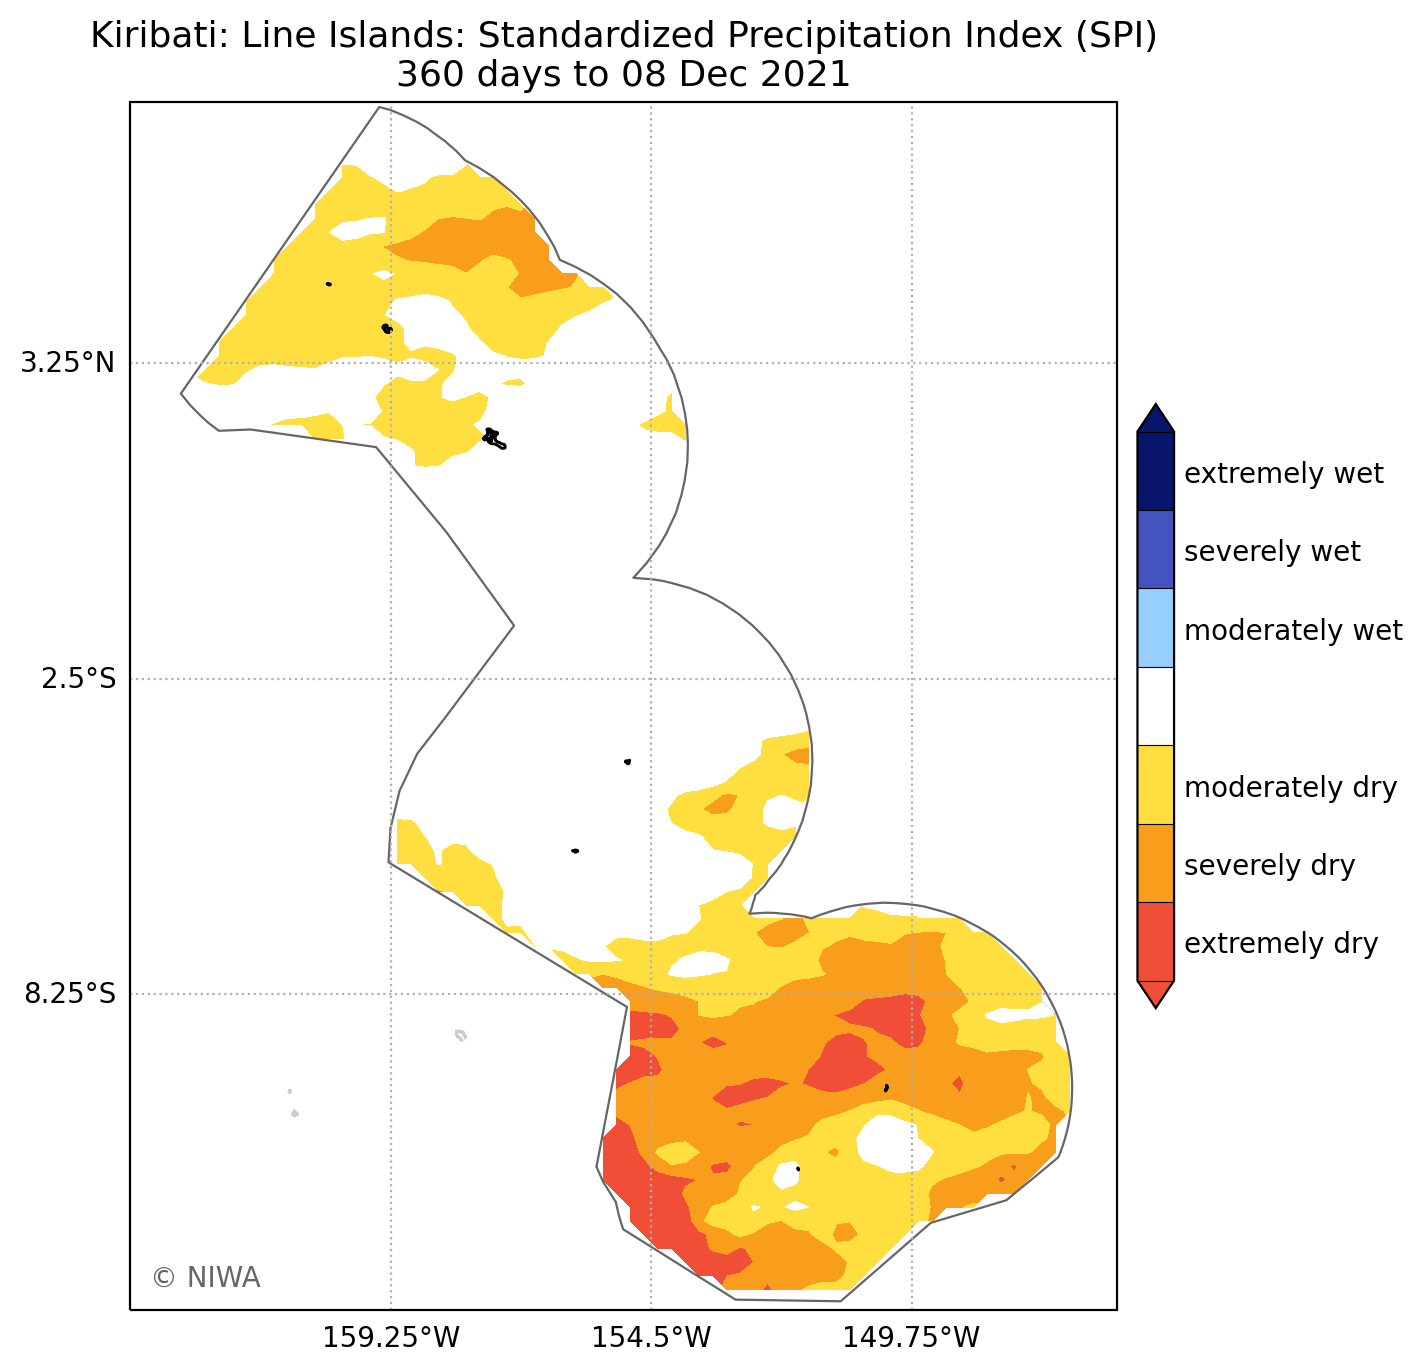 Kiribati: Line Islands: Standardized Precipitation Index (SPI)
360 days to 08 Dec 2021
3.25°N
2.5°S
8.25°S
159.25°W
154.5°W
149.75°W
extremely wet
severely wet
moderately wet
moderately dry
severely dry
extremely dry
© NIWA